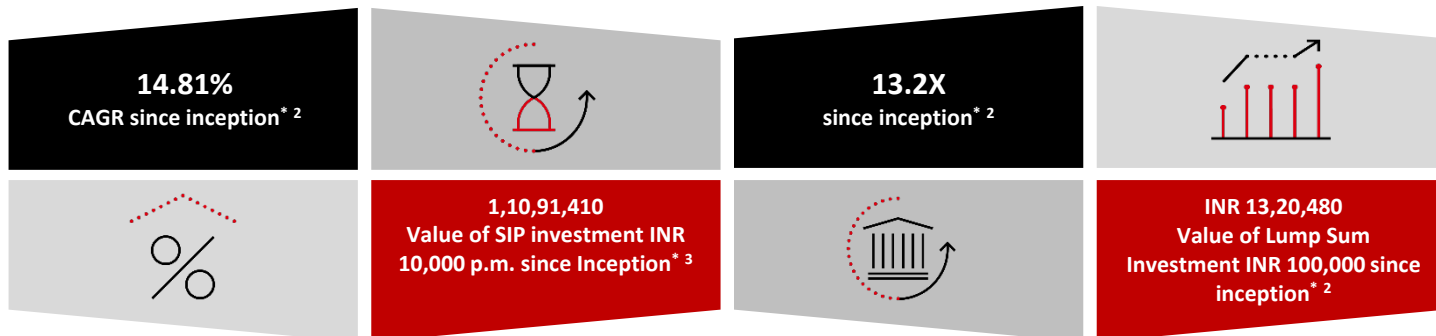 14.81%
CAGR since inception* 2
13.2X
since inception* 2
1,10,91,410
Value of SIP investment INR
10,000 p.m. since Inception* 3
INR 13,20,480
Value of Lump Sum
Investment INR 100,000 since
inception* 2